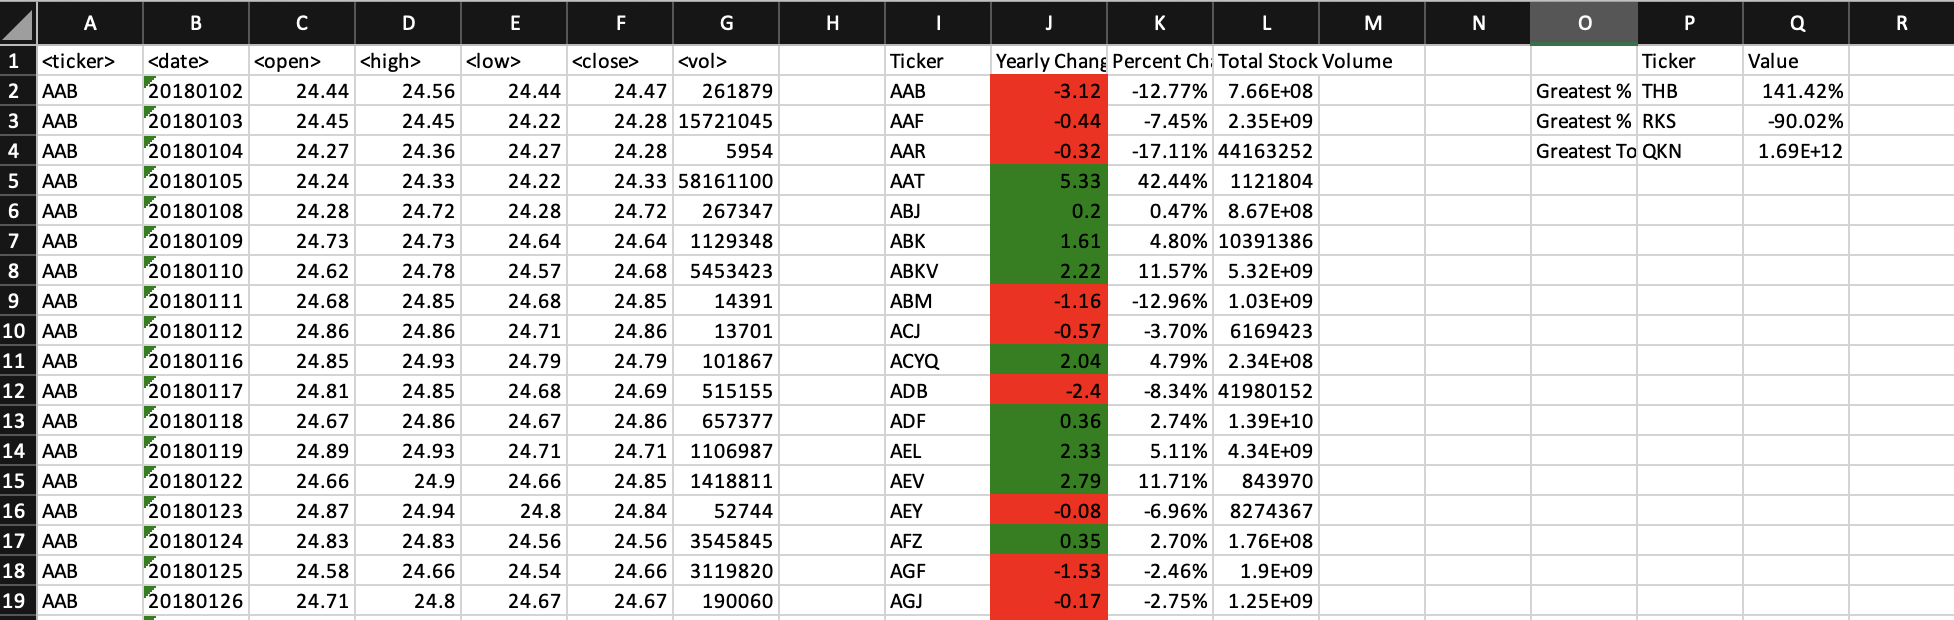 A B C D E F G H I J K L M N O P Q R
1 <ticker> <date> <open> <high> <low> <close> <vol> Ticker Yearly Chang Percent Ch Total Stock Volume Ticker Value
2 AAB 20180102 24.44 24.56 24.44 24.47 261879 AAB -3.12 -12.77% 7.66E+08 Greatest % THB 141.42%
3 AAB 20180103 24.45 24.45 24.22 24.28 15721045 AAF -0.44 -7.45% 2.35E+09 Greatest % RKS -90.02%
4 AAB 20180104 24.27 24.36 24.27 24.28 5954 AAR -0.32 -17.11% 44163252 Greatest To QKN 1.69E+12
5 AAB 20180105 24.24 24.33 24.22 24.33 58161100 AAT 5.33 42.44% 1121804
6 AAB 20180108 24.28 24.72 24.28 24.72 267347 ABJ 0.2 0.47% 8.67E+08
7 AAB 20180109 24.73 24.73 24.64 24.64 1129348 ABK 1.61 4.80% 10391386
8 AAB 20180110 24.62 24.78 24.57 24.68 5453423 ABKV 2.22 11.57% 5.32E+09
9 AAB 20180111 24.68 24.85 24.68 24.85 14391 ABM -1.16 -12.96% 1.03E+09
10 AAB 20180112 24.86 24.86 24.71 24.86 13701 ACJ -0.57 -3.70% 6169423
11 AAB 20180116 24.85 24.93 24.79 24.79 101867 ACYQ 2.04 4.79% 2.34E+08
12 AAB 20180117 24.81 24.85 24.68 24.69 515155 ADB -2.4 -8.34% 41980152
13 AAB 20180118 24.67 24.86 24.67 24.86 657377 ADF 0.36 2.74% 1.39E+10
14 AAB 20180119 24.89 24.93 24.71 24.71 1106987 AEL 2.33 5.11% 4.34E+09
15 AAB 20180122 24.66 24.9 24.66 24.85 1418811 AEV 2.79 11.71% 843970
16 AAB 20180123 24.87 24.94 24.8 24.84 52744 AEY -0.08 -6.96% 8274367
17 AAB 20180124 24.83 24.83 24.56 24.56 3545845 AFZ 0.35 2.70% 1.76E+08
18 AAB 20180125 24.58 24.66 24.54 24.66 3119820 AGF -1.53 -2.46% 1.9E+09
19 AAB 20180126 24.71 24.8 24.67 24.67 190060 AGJ -0.17 -2.75% 1.25E+09